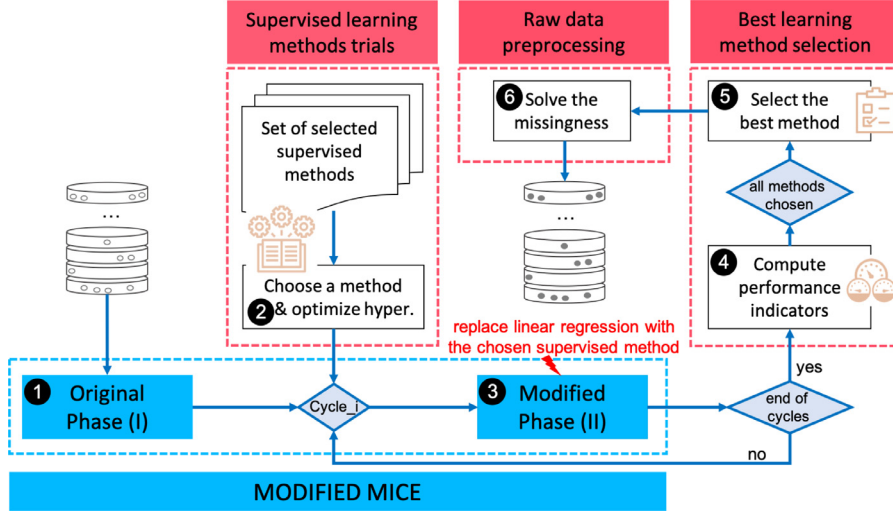 Supervised learning
methods trials
Raw data
preprocessing
Best learning
method selection
Set of selected
supervised
methods
6
Solve the
missingness
5
Select the
best method
...
...
all methods
chosen
Choose a method
2 & optimize hyper.
4
Compute
performance
indicators
replace linear regression with
the chosen supervised method
yes
1
Original
Phase (I)
Cycle_i
3
Modified
Phase (II)
end of
cycles
no
MODIFIED MICE